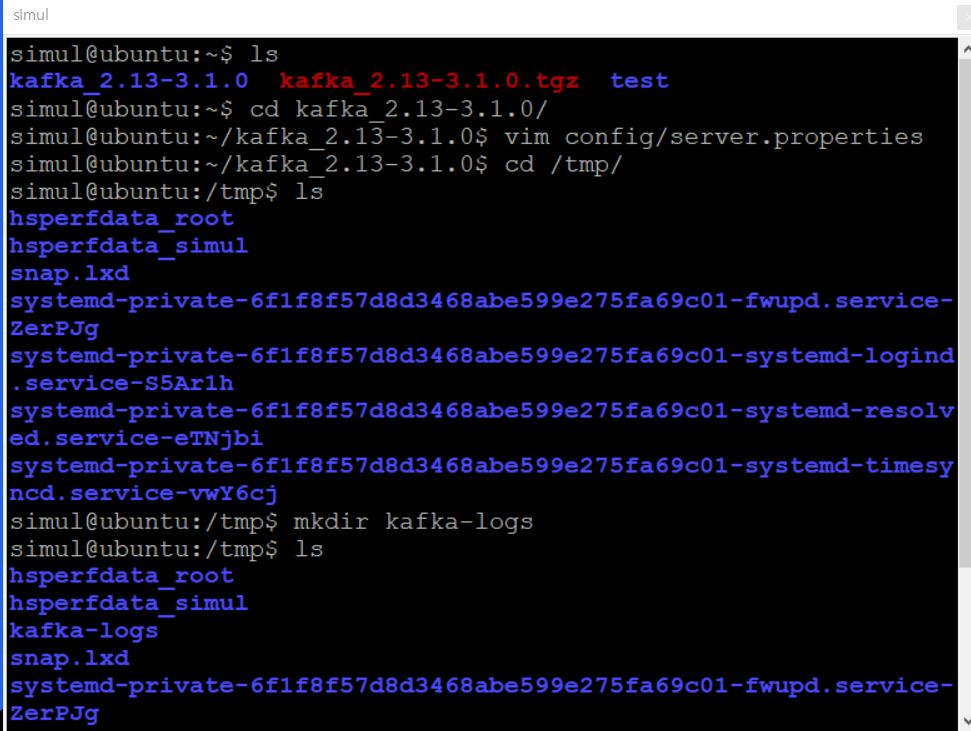 simul
simul@ubuntu:~$ ls
kafka_2.13-3.1.0  kafka_2.13-3.1.0.tgz  test
simul@ubuntu:~$ cd kafka_2.13-3.1.0/
simul@ubuntu:~/kafka_2.13-3.1.0$ vim config/server.properties
simul@ubuntu:~/kafka_2.13-3.1.0$ cd /tmp/
simul@ubuntu:/tmp$ ls
hsperfdata_root
hsperfdata_simul
snap.lxd
systemd-private-6f1f8f57d8d3468abe599e275fa69c01-fwupd.service-
ZerPJg
systemd-private-6f1f8f57d8d3468abe599e275fa69c01-systemd-logind
.service-S5Ar1h
systemd-private-6f1f8f57d8d3468abe599e275fa69c01-systemd-resolv
ed.service-eTNjbi
systemd-private-6f1f8f57d8d3468abe599e275fa69c01-systemd-timesy
ncd.service-vwY6cj
simul@ubuntu:/tmp$ mkdir kafka-logs
simul@ubuntu:/tmp$ ls
hsperfdata_root
hsperfdata_simul
kafka-logs
snap.lxd
systemd-private-6f1f8f57d8d3468abe599e275fa69c01-fwupd.service-
ZerPJg